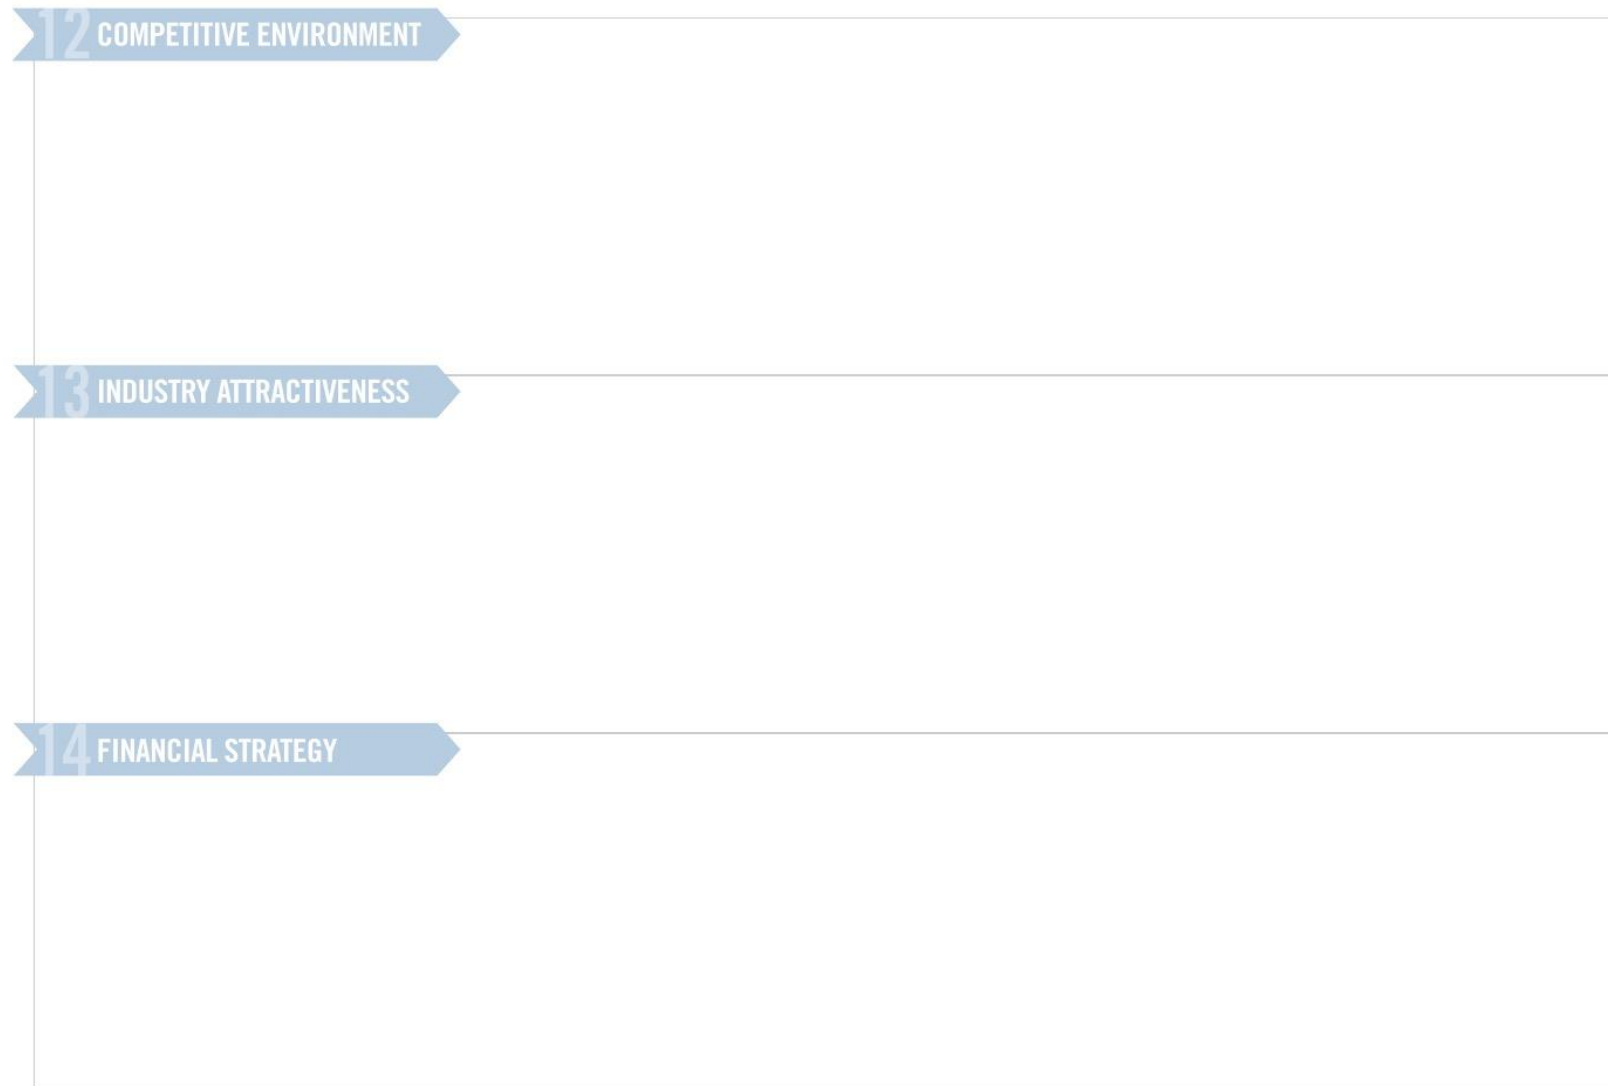 12 COMPETITIVE ENVIRONMENT
13 INDUSTRY ATTRACTIVENESS
14 FINANCIAL STRATEGY